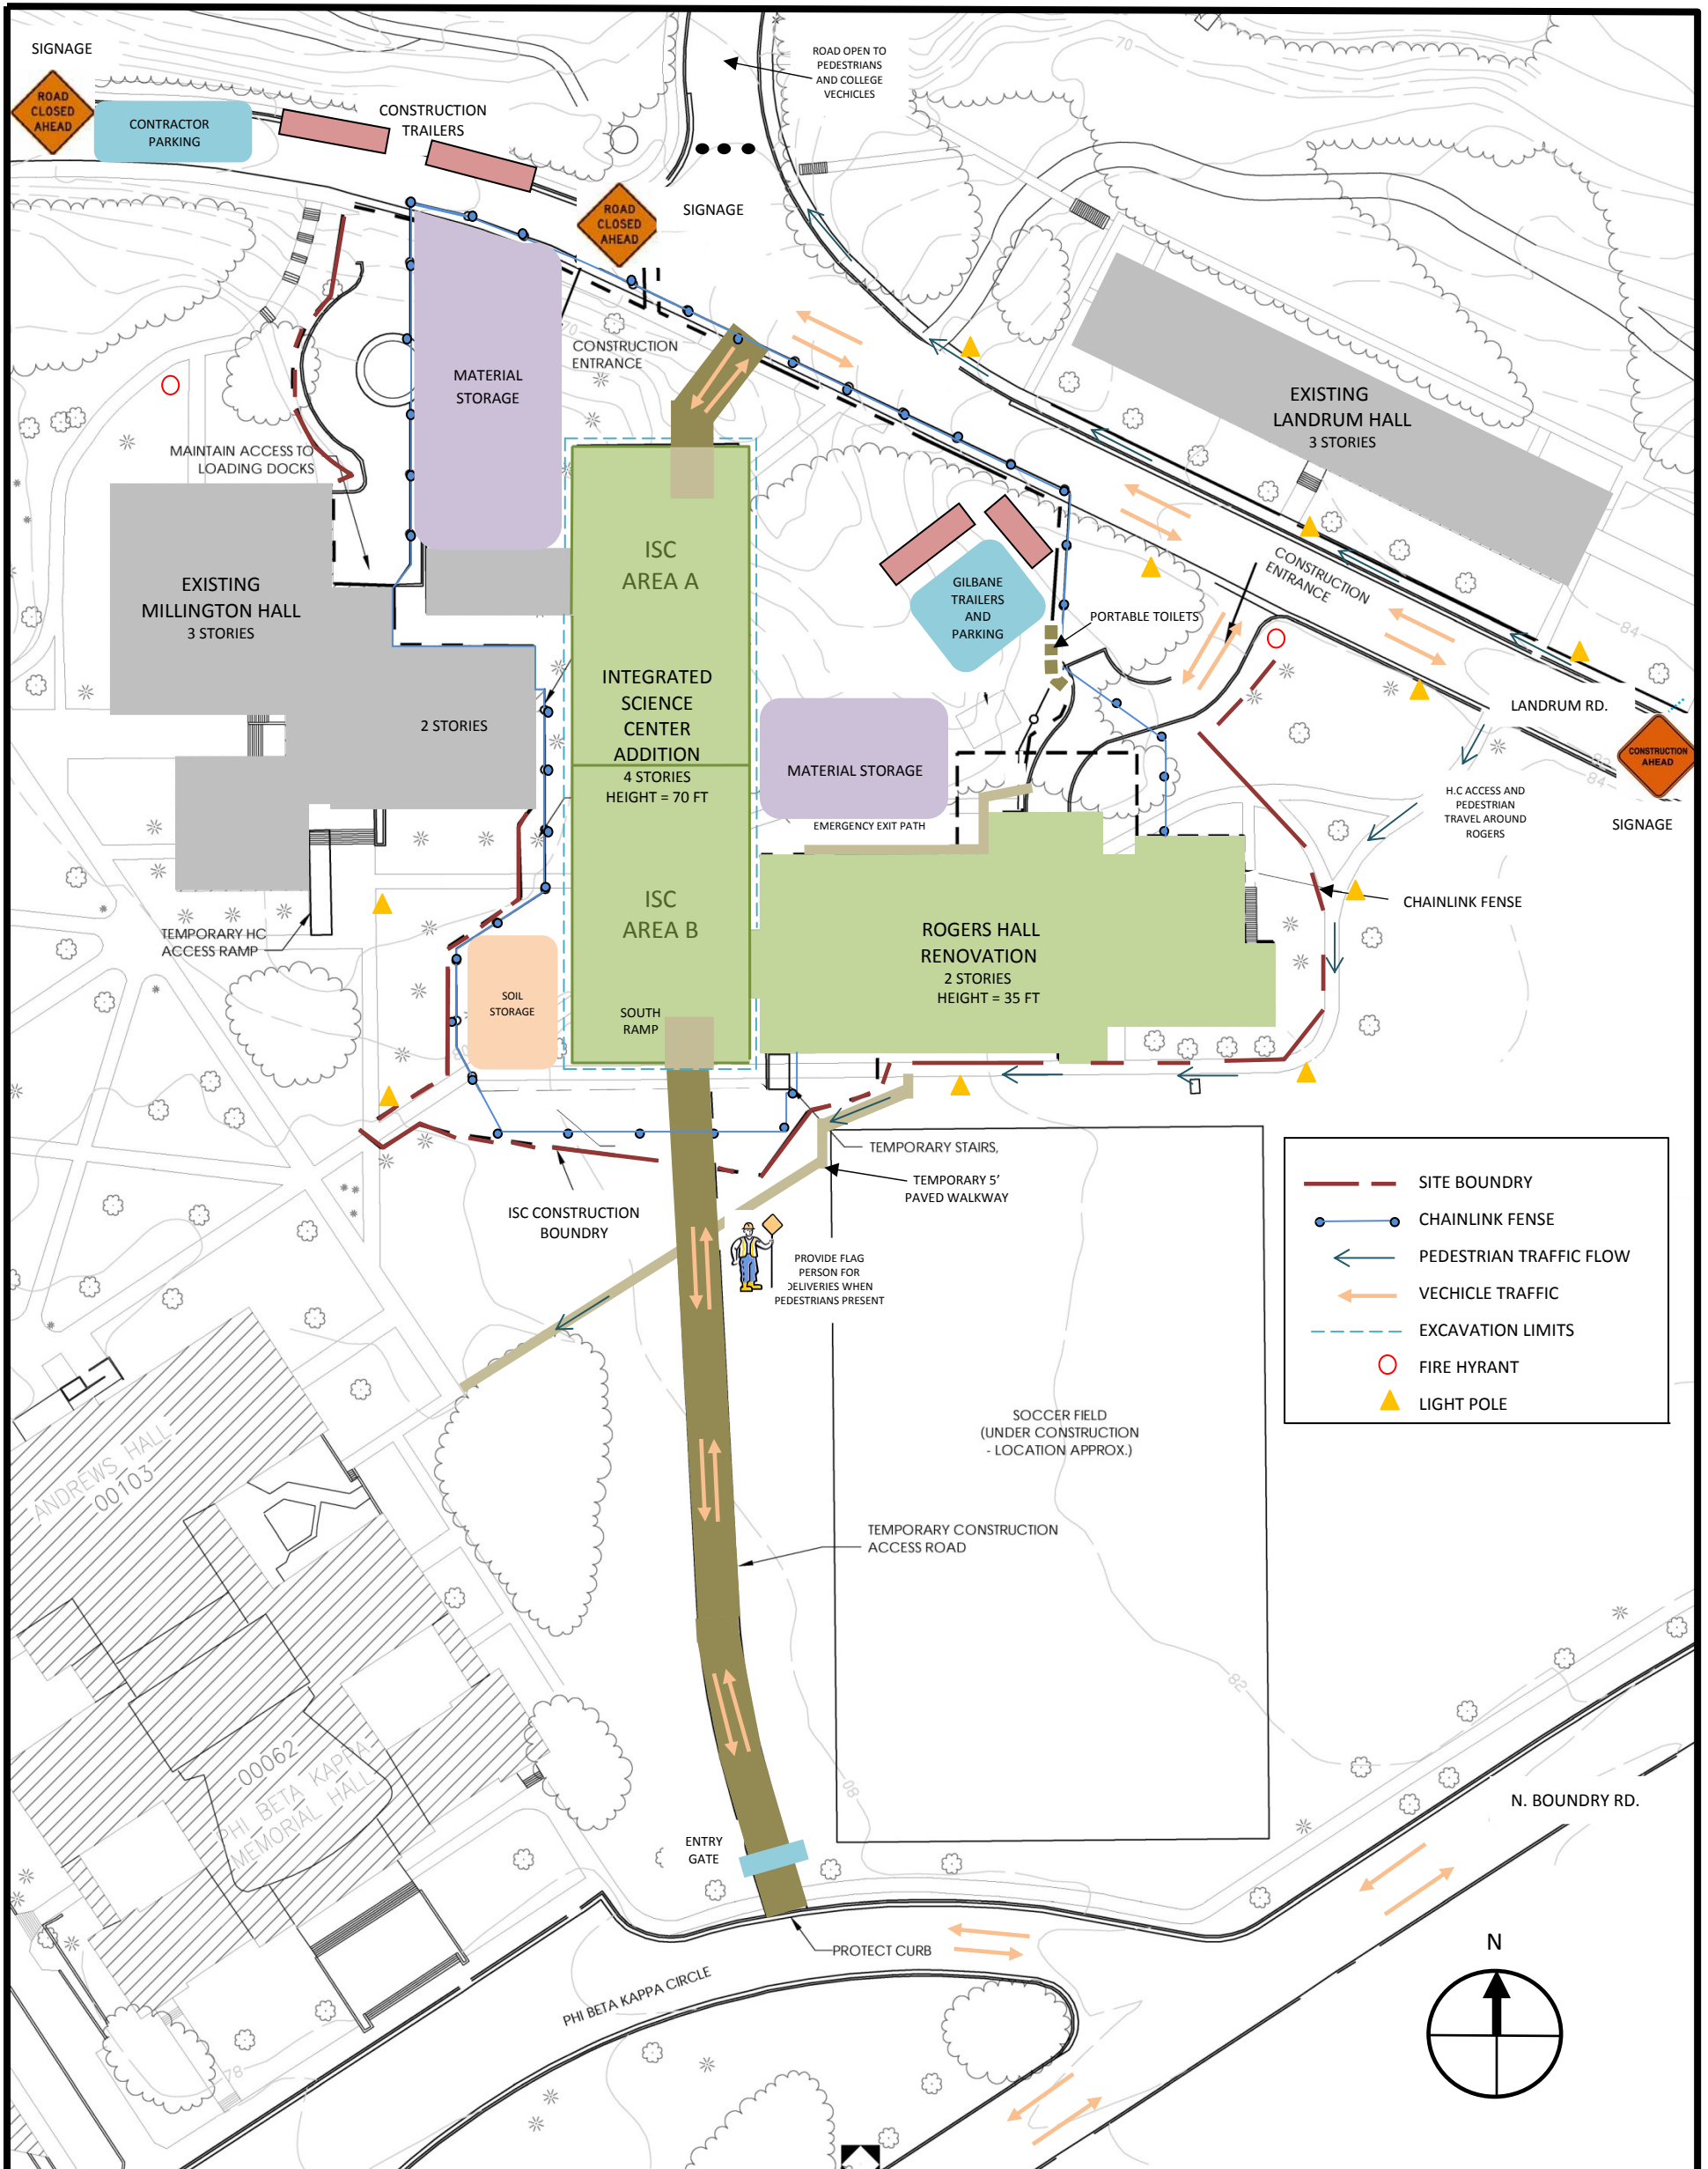 SIGNAGE
ROAD
CLOSED
AHEAD
CONTRACTOR
PARKING
CONSTRUCTION
TRAILERS
ROAD OPEN TO
PEDESTRIANS
AND COLLEGE
VECHICLES
70
ROAD
CLOSED
AHEAD
SIGNAGE
CONSTRUCTION
ENTRANCE
70
MATERIAL
STORAGE
MAINTAIN ACCESS TO
LOADING DOCKS
EXISTING
LANDRUM HALL
3 STORIES
EXISTING
MILLINGTON HALL
3 STORIES
2 STORIES
ISC
AREA A
INTEGRATED
SCIENCE
CENTER
ADDITION
4 STORIES
HEIGHT = 70 FT
ISC
AREA B
SOUTH
RAMP
GILBANE
TRAILERS
AND
PARKING
PORTABLE TOILETS
CONSTRUCTION
ENTRANCE
84
LANDRUM RD.
CONSTRUCTION
AHEAD
84
SIGNAGE
H.C ACCESS AND
PEDESTRIAN
TRAVEL AROUND
ROGERS
MATERIAL STORAGE
EMERGENCY EXIT PATH
CHAINLINK FENSE
ROGERS HALL
RENOVATION
2 STORIES
HEIGHT = 35 FT
TEMPORARY HC
ACCESS RAMP
SOIL
STORAGE
TEMPORARY STAIRS,
TEMPORARY 5'
PAVED WALKWAY
ISC CONSTRUCTION
BOUNDRY
PROVIDE FLAG
PERSON FOR
DELIVERIES WHEN
PEDESTRIANS PRESENT
SITE BOUNDRY
CHAINLINK FENSE
PEDESTRIAN TRAFFIC FLOW
VECHICLE TRAFFIC
EXCAVATION LIMITS
FIRE HYRANT
LIGHT POLE
SOCCER FIELD
(UNDER CONSTRUCTION
- LOCATION APPROX.)
ANDREWS HALL
00103
TEMPORARY CONSTRUCTION
ACCESS ROAD
82
80
00062
PHI BETA KAPPA
MEMORIAL HALL
N. BOUNDRY RD.
ENTRY
GATE
PROTECT CURB
PHI BETA KAPPA CIRCLE
78
N